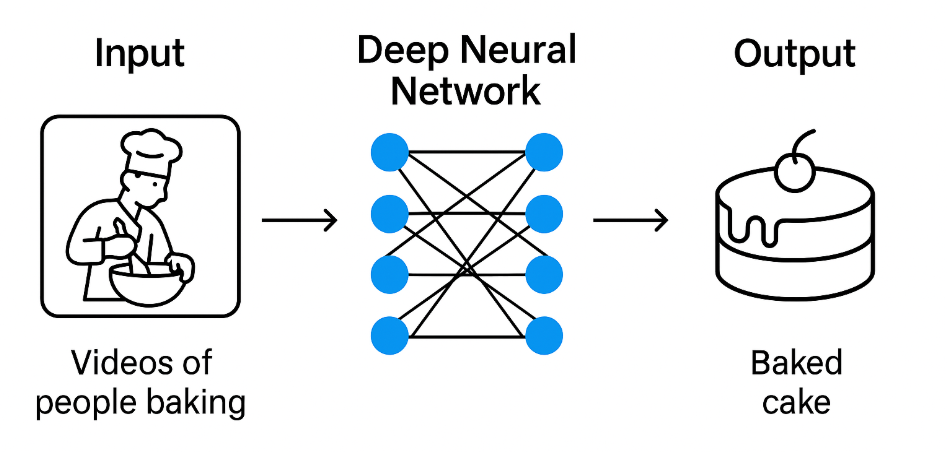 Input
Deep Neural
Network
Output
Videos of
people baking
Baked
cake